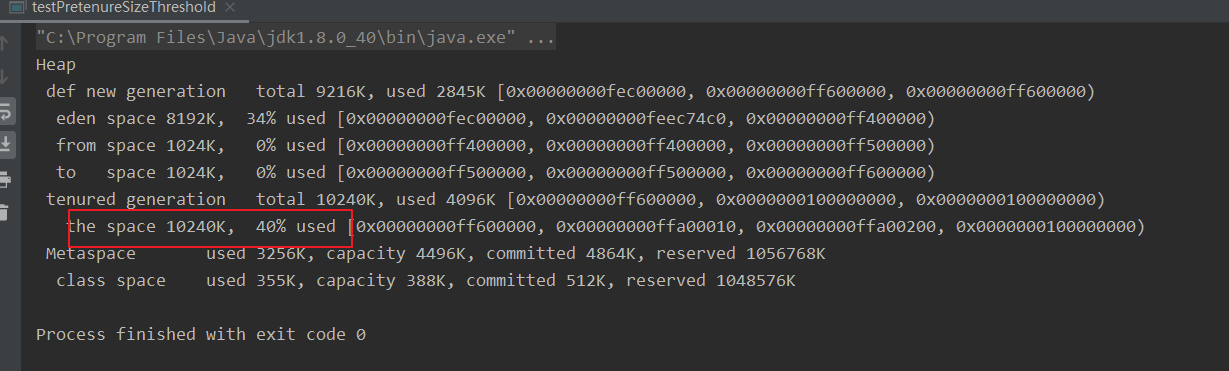 testPretenureSizeThreshold
"C:\Program Files\Java\jdk1.8.0_40\bin\java.exe" ...
Heap
def new generation   total 9216K, used 2845K [0x00000000fec00000, 0x00000000ff600000, 0x00000000ff600000)
eden space 8192K,  34% used [0x00000000fec00000, 0x00000000feec74c0, 0x00000000ff400000)
from space 1024K,   0% used [0x00000000ff400000, 0x00000000ff400000, 0x00000000ff500000)
to   space 1024K,   0% used [0x00000000ff500000, 0x00000000ff500000, 0x00000000ff600000)
tenured generation   total 10240K, used 4096K [0x00000000ff600000, 0x0000000100000000, 0x0000000100000000)
the space 10240K,  40% used [0x00000000ff600000, 0x00000000ffa00010, 0x00000000ffa00200, 0x0000000100000000)
Metaspace       used 3256K, capacity 4496K, committed 4864K, reserved 1056768K
class space    used 355K, capacity 388K, committed 512K, reserved 1048576K
Process finished with exit code 0